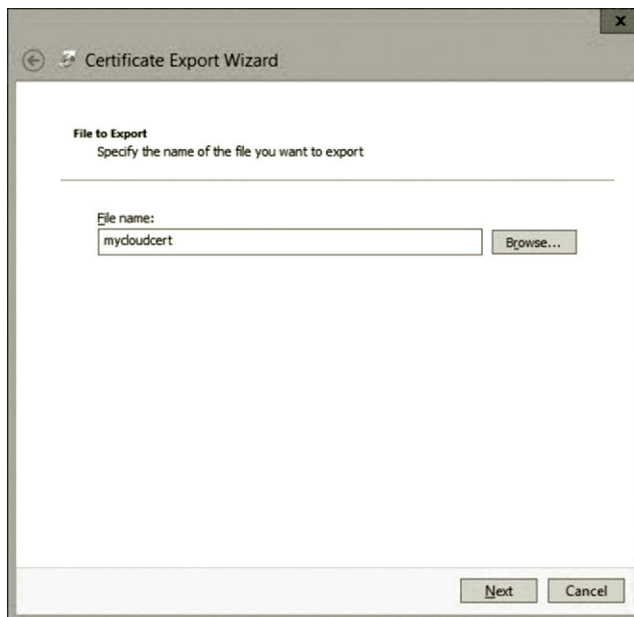 x
Certificate Export Wizard
File to Export
Specify the name of the file you want to export
File name:
mycloudcert
Browse...
Next
Cancel